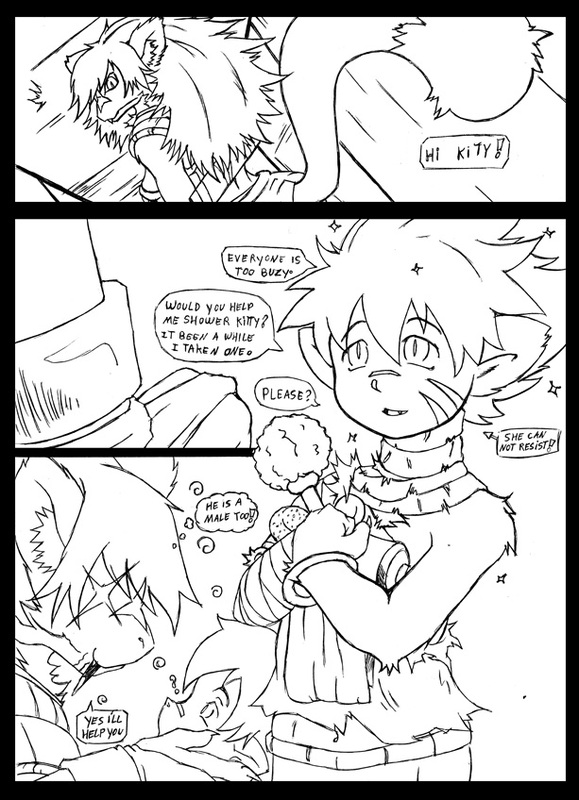 HI KITY!!
EVERYONE IS
TOO BUZY.
WOULD YOU HELP
ME SHOWER KITTY?
IT BEEN A WHILE
I TAKEN ONE.
PLEASE?
SHE CAN
NOT RESIST!!
HE IS A
MALE TOO!!
YES I'LL
HELP YOU